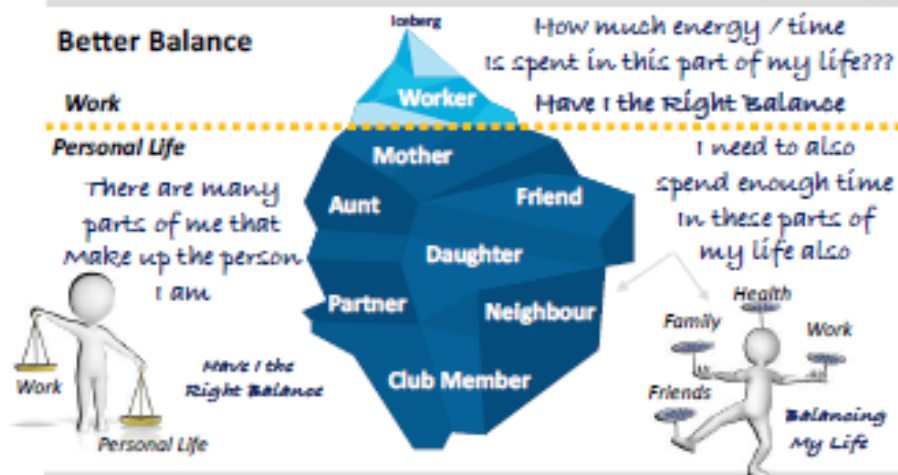 Iceberg
Better Balance
How much energy / time
Is spent in this part of my life???
Worker
Work
Have I the Right Balance
Personal Life
Mother
I need to also
spend enough time
In these parts of
my life also
There are many
parts of me that
Make up the person
I am
Aunt
Friend
Daughter
Partner
Neighbour
Club Member
Work
Personal Life
Have I the
Right Balance
Health
Family
Work
Friends
Balancing
My Life